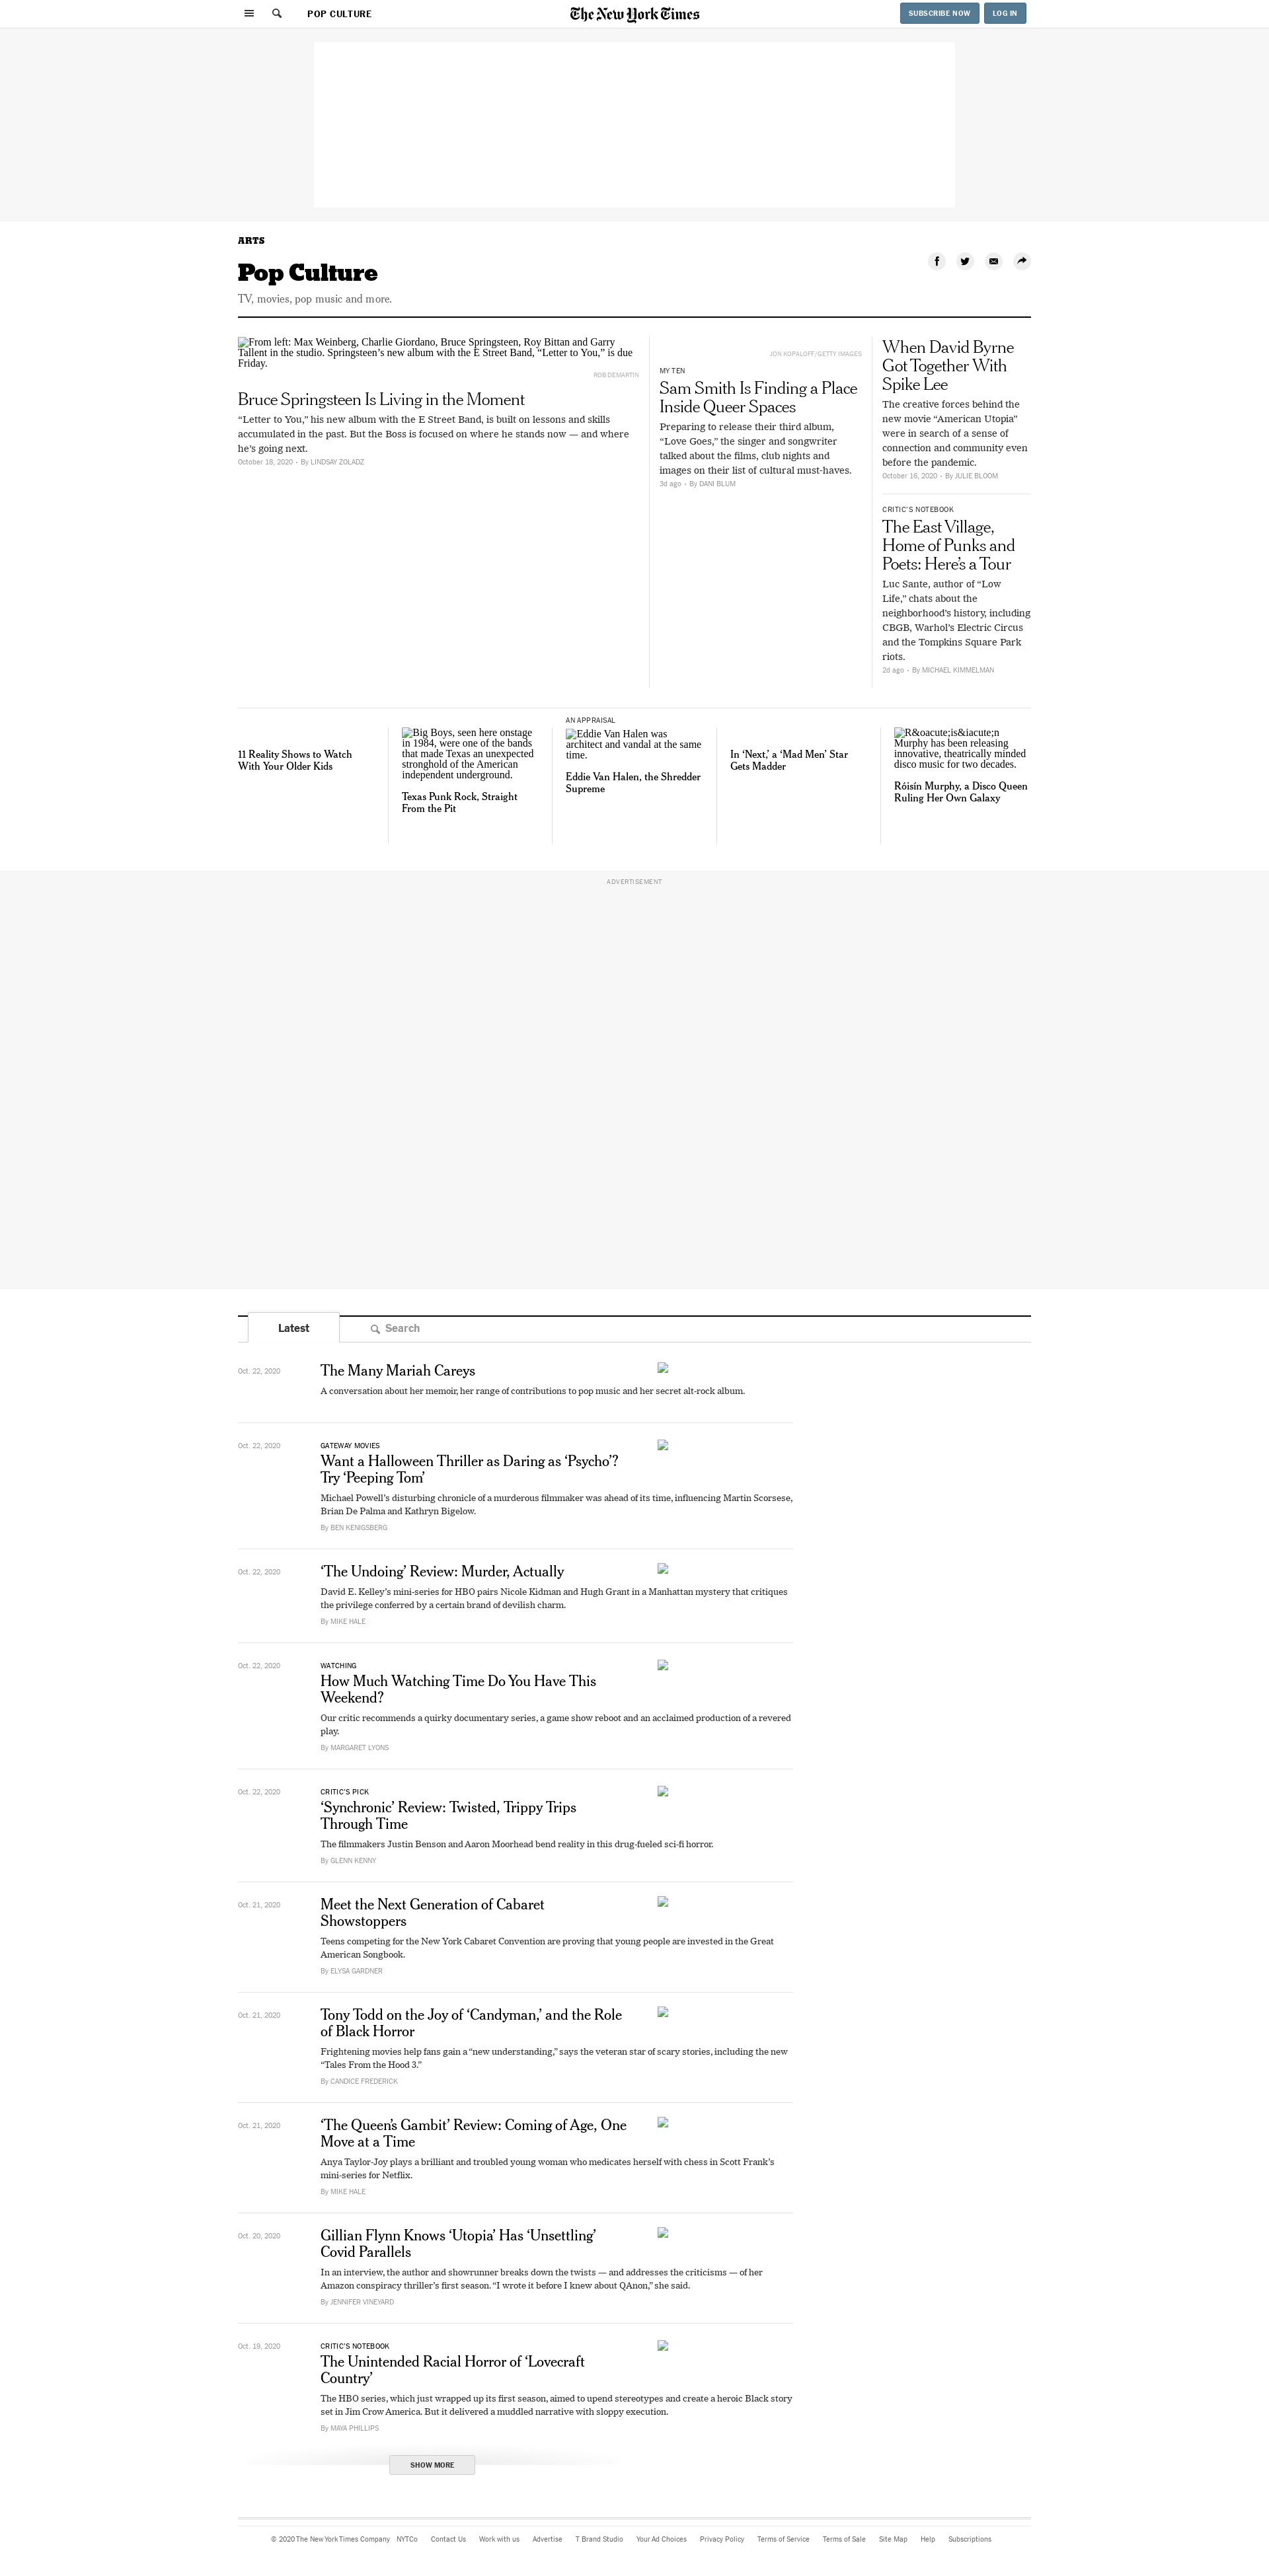 POP CULTURE
The New York Times
SUBSCRIBE NOW
LOG IN
ARTS
Pop Culture
TV, movies, pop music and more.
From left: Max Weinberg, Charlie Giordano, Bruce Springsteen, Roy Bittan and Garry
Tallent in the studio. Springsteen’s new album with the E Street Band, “Letter to You,” is due
Friday.
ROB DEMARTIN
Bruce Springsteen Is Living in the Moment
“Letter to You,” his new album with the E Street Band, is built on lessons and skills
accumulated in the past. But the Boss is focused on where he stands now — and where
he’s going next.
October 18, 2020 · By LINDSAY ZOLADZ
JON KOPALOFF/GETTY IMAGES
MY TEN
Sam Smith Is Finding a Place
Inside Queer Spaces
Preparing to release their third album,
“Love Goes,” the singer and songwriter
talked about the films, club nights and
images on their list of cultural must-haves.
3d ago · By DANI BLUM
When David Byrne
Got Together With
Spike Lee
The creative forces behind the
new movie “American Utopia”
were in search of a sense of
connection and community even
before the pandemic.
October 16, 2020 · By JULIE BLOOM
CRITIC’S NOTEBOOK
The East Village,
Home of Punks and
Poets: Here’s a Tour
Luc Sante, author of “Low
Life,” chats about the
neighborhood’s history, including
CBGB, Warhol’s Electric Circus
and the Tompkins Square Park
riots.
2d ago · By MICHAEL KIMMELMAN
11 Reality Shows to Watch
With Your Older Kids
Big Boys, seen here onstage
in 1984, were one of the bands
that made Texas an unexpected
stronghold of the American
independent underground.
Texas Punk Rock, Straight
From the Pit
AN APPRAISAL
Eddie Van Halen was
architect and vandal at the same
time.
Eddie Van Halen, the Shredder
Supreme
In ‘Next,’ a ‘Mad Men’ Star
Gets Madder
R&oacute;is&iacute;n
Murphy has been releasing
innovative, theatrically minded
disco music for two decades.
Róisín Murphy, a Disco Queen
Ruling Her Own Galaxy
ADVERTISEMENT
Latest
Search
Oct. 22, 2020
The Many Mariah Careys
A conversation about her memoir, her range of contributions to pop music and her secret alt-rock album.
Oct. 22, 2020
GATEWAY MOVIES
Want a Halloween Thriller as Daring as ‘Psycho’?
Try ‘Peeping Tom’
Michael Powell’s disturbing chronicle of a murderous filmmaker was ahead of its time, influencing Martin Scorsese,
Brian De Palma and Kathryn Bigelow.
By BEN KENIGSBERG
Oct. 22, 2020
‘The Undoing’ Review: Murder, Actually
David E. Kelley’s mini-series for HBO pairs Nicole Kidman and Hugh Grant in a Manhattan mystery that critiques
the privilege conferred by a certain brand of devilish charm.
By MIKE HALE
Oct. 22, 2020
WATCHING
How Much Watching Time Do You Have This
Weekend?
Our critic recommends a quirky documentary series, a game show reboot and an acclaimed production of a revered
play.
By MARGARET LYONS
Oct. 22, 2020
CRITIC’S PICK
‘Synchronic’ Review: Twisted, Trippy Trips
Through Time
The filmmakers Justin Benson and Aaron Moorhead bend reality in this drug-fueled sci-fi horror.
By GLENN KENNY
Oct. 21, 2020
Meet the Next Generation of Cabaret
Showstoppers
Teens competing for the New York Cabaret Convention are proving that young people are invested in the Great
American Songbook.
By ELYSA GARDNER
Oct. 21, 2020
Tony Todd on the Joy of ‘Candyman,’ and the Role
of Black Horror
Frightening movies help fans gain a “new understanding,” says the veteran star of scary stories, including the new
“Tales From the Hood 3.”
By CANDICE FREDERICK
Oct. 21, 2020
‘The Queen’s Gambit’ Review: Coming of Age, One
Move at a Time
Anya Taylor-Joy plays a brilliant and troubled young woman who medicates herself with chess in Scott Frank’s
mini-series for Netflix.
By MIKE HALE
Oct. 20, 2020
Gillian Flynn Knows ‘Utopia’ Has ‘Unsettling’
Covid Parallels
In an interview, the author and showrunner breaks down the twists — and addresses the criticisms — of her
Amazon conspiracy thriller’s first season. “I wrote it before I knew about QAnon,” she said.
By JENNIFER VINEYARD
Oct. 19, 2020
CRITIC’S NOTEBOOK
The Unintended Racial Horror of ‘Lovecraft
Country’
The HBO series, which just wrapped up its first season, aimed to upend stereotypes and create a heroic Black story
set in Jim Crow America. But it delivered a muddled narrative with sloppy execution.
By MAYA PHILLIPS
SHOW MORE
© 2020 The New York Times Company NYTCo Contact Us Work with us Advertise T Brand Studio Your Ad Choices Privacy Policy Terms of Service Terms of Sale Site Map Help Subscriptions